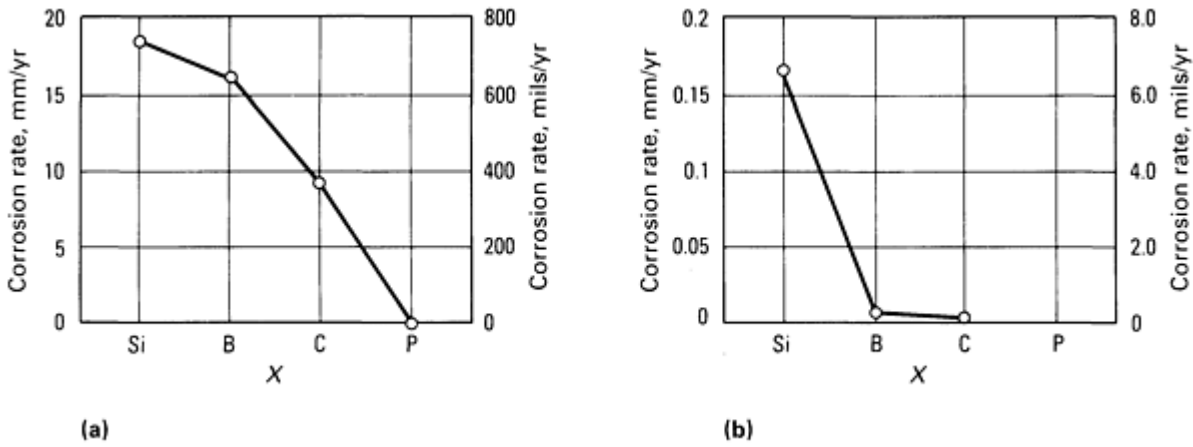 Corrosion rate, mm/yr
20
15
10
5
0
800
600
400
200
0
Corrosion rate, mils/yr
Si B C P
X
(a)
Corrosion rate, mm/yr
0.2
0.15
0.1
0.05
0
8.0
6.0
4.0
2.0
0
Corrosion rate, mils/yr
Si B C P
X
(b)